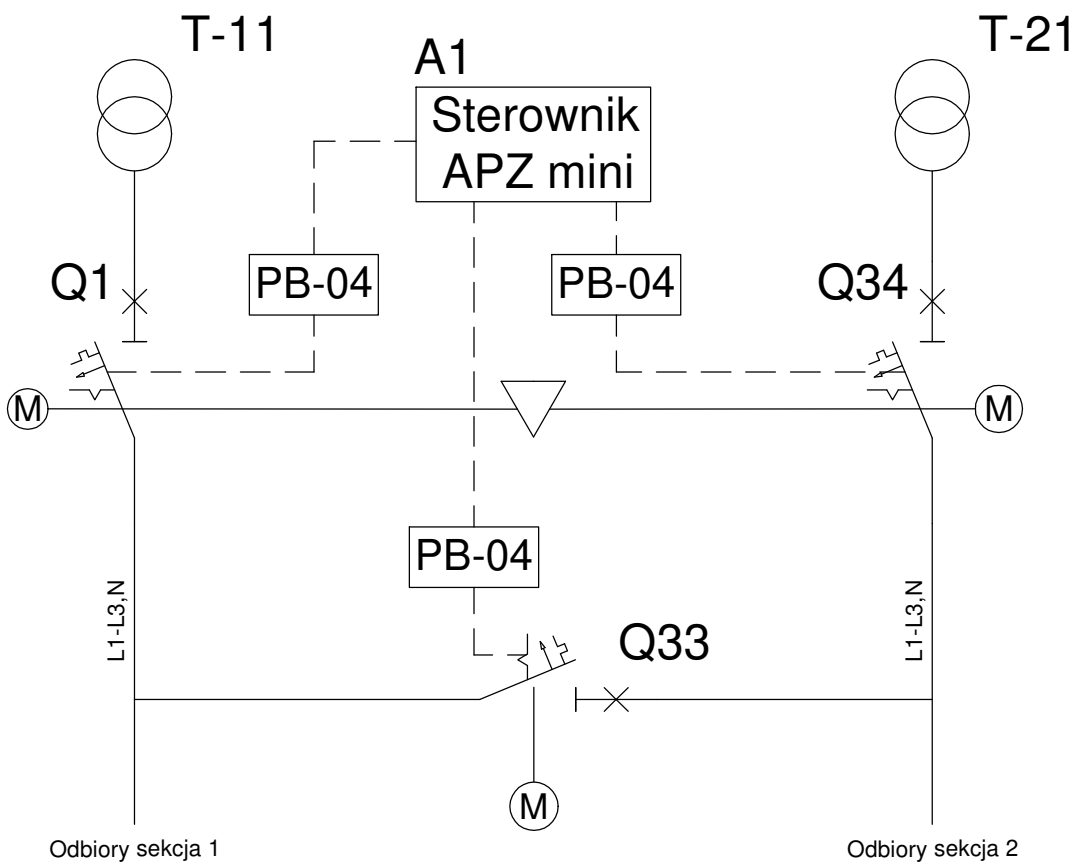 T-11
T-21
A1
Sterownik
APZ mini
Q1
PB-04
PB-04
Q34
M
M
PB-04
L1-L3,N
L1-L3,N
Q33
M
Odbiory sekcja 1
Odbiory sekcja 2